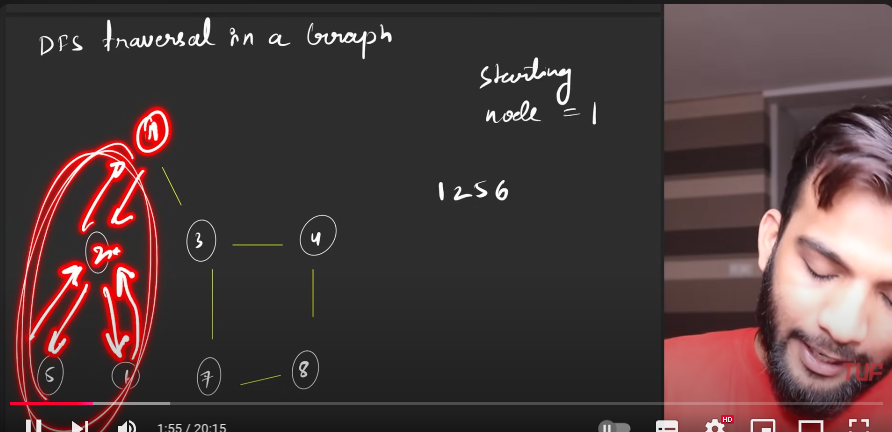 DFS traversal in a Graph
Starting
node = 1
1 2 5 6
1
2
3
4
5
7
8
TUF
HD
1:55 / 20:15